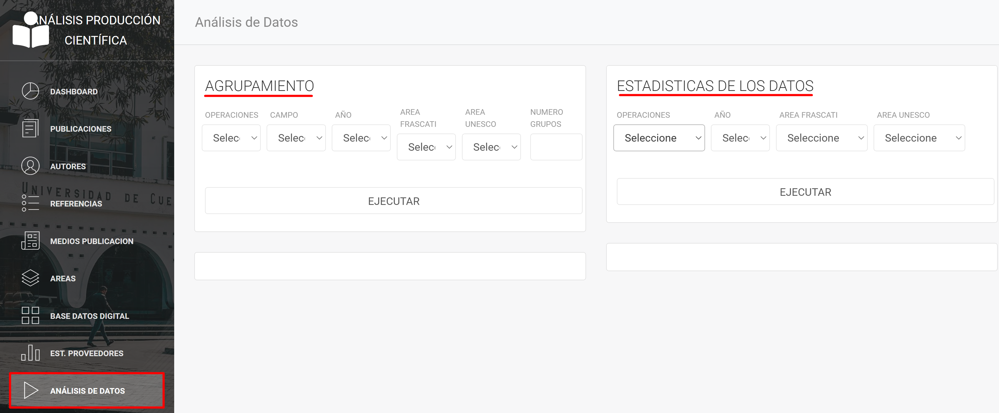 ANÁLISIS PRODUCCIÓN
CIENTÍFICA
DASHBOARD
PUBLICACIONES
AUTORES
UNIVERSIDAD DE CUE
REFERENCIAS
MEDIOS PUBLICACION
AREAS
BASE DATOS DIGITAL
EST. PROVEEDORES
ANÁLISIS DE DATOS
Análisis de Datos
AGRUPAMIENTO
OPERACIONES
Selec
CAMPO
Selec
AÑO
Selec
AREA
FRASCATI
Selec
AREA
UNESCO
Selec
NUMERO
GRUPOS
EJECUTAR
ESTADISTICAS DE LOS DATOS
OPERACIONES
Seleccione
AÑO
Selec
AREA FRASCATI
Seleccione
AREA UNESCO
Seleccione
EJECUTAR